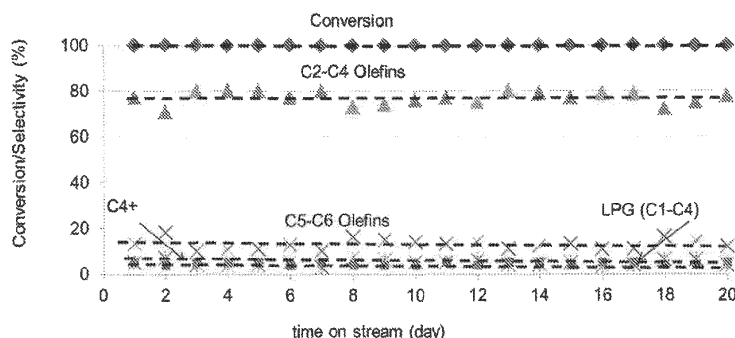 Conversion
100
C2-C4 Olefins
80
60
40
C4+
C5-C6 Olefins
LPG (C1-C4)
20
0
0 2 4 6 8 10 12 14 16 18 20
Conversion/Selectivity (%)
time on stream (day)